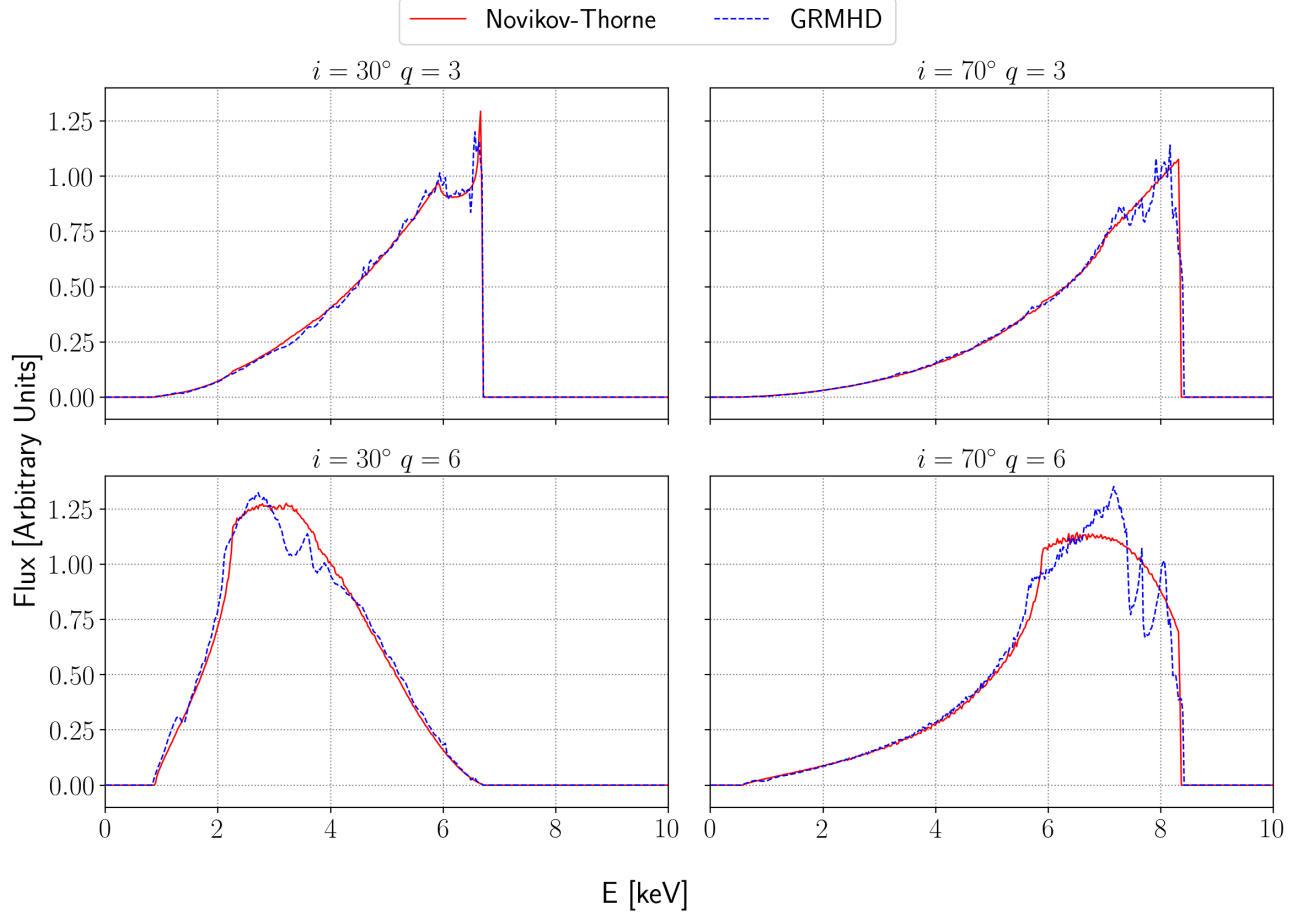 Novikov-Thorne GRMHD
i = 30° q = 3
i = 70° q = 3
1.25
1.00
0.75
0.50
0.25
0.00
i = 30° q = 6
i = 70° q = 6
1.25
1.00
0.75
0.50
0.25
0.00
0 2 4 6 8 10
0 2 4 6 8 10
Flux [Arbitrary Units]
E [keV]